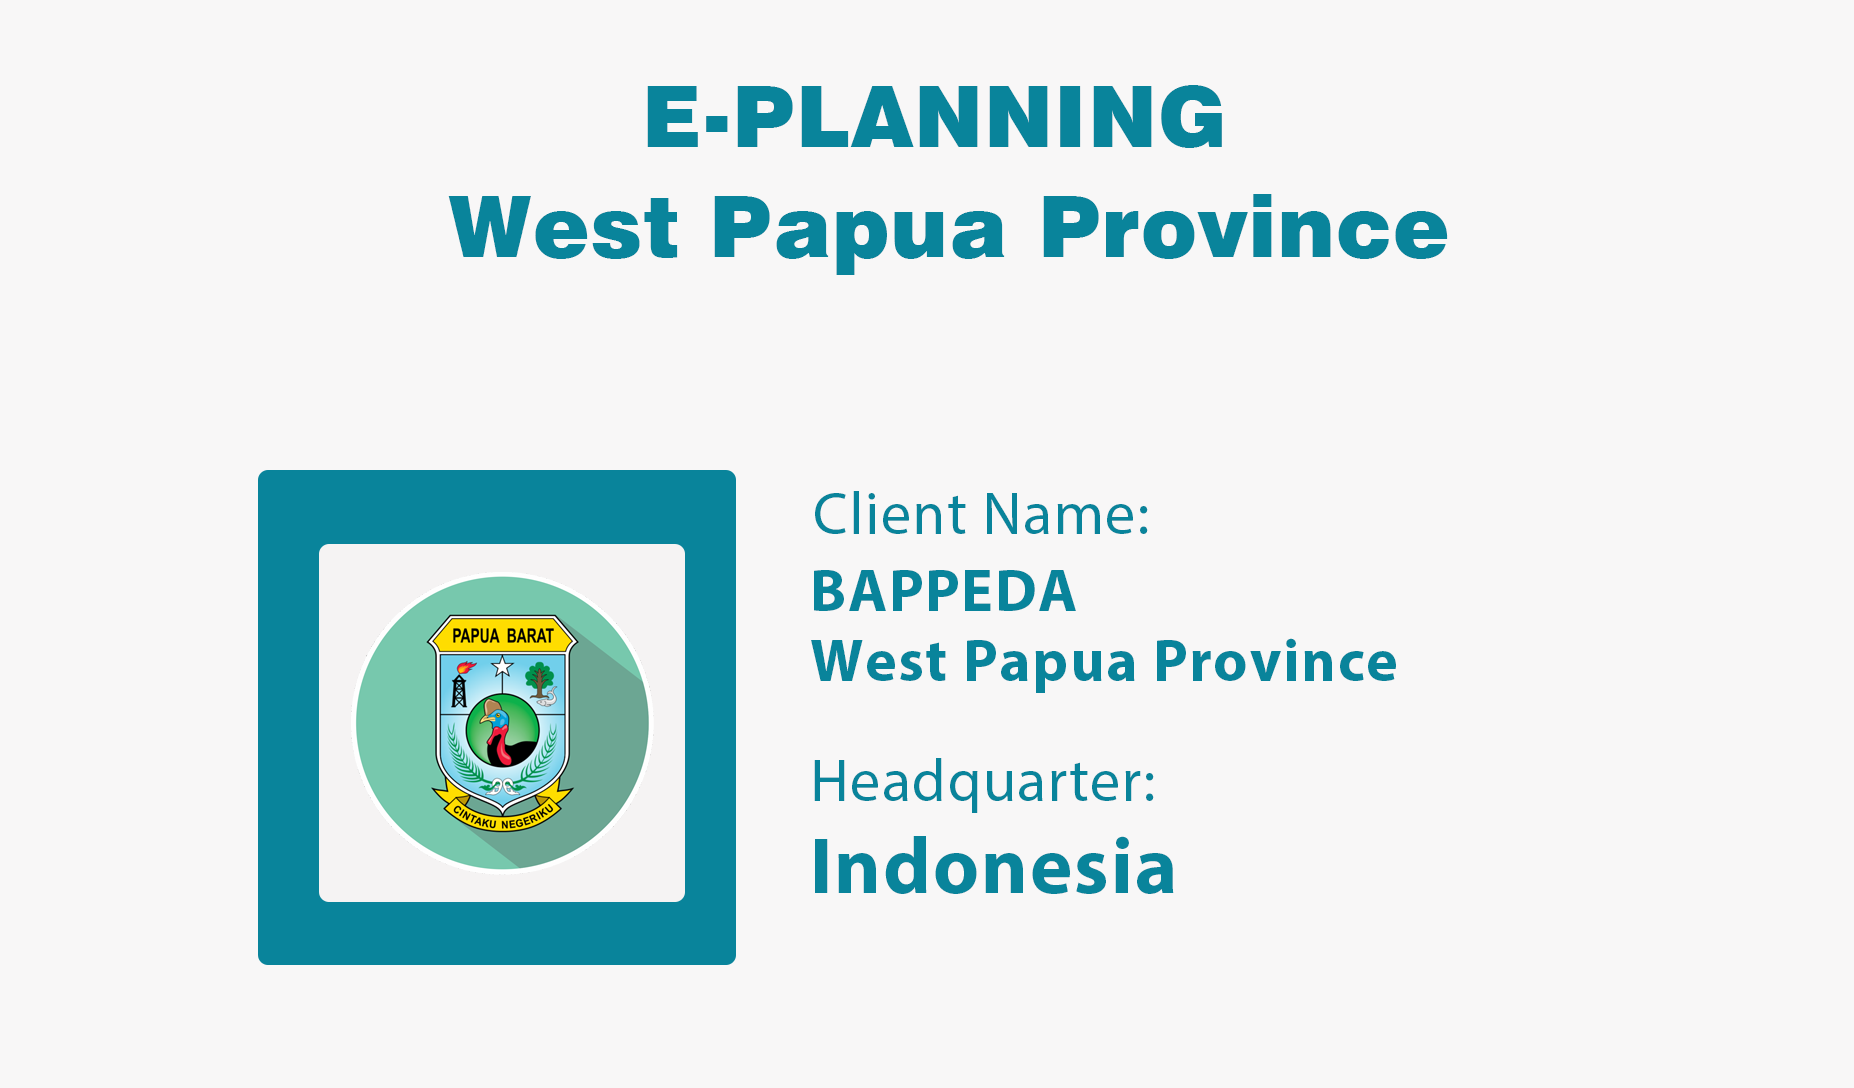 E-PLANNING
West Papua Province
PAPUA BARAT
CINTAKU NEGERIKU
Client Name:
BAPPEDA
West Papua Province
Headquarter:
Indonesia